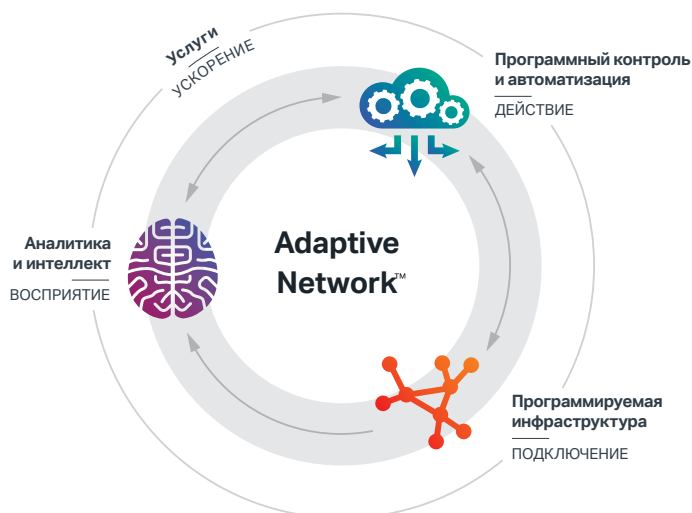 Услуги
УСКОРЕНИЕ
Программный контроль
и автоматизация
ДЕЙСТВИЕ
Аналитика
и интеллект
ВОСПРИЯТИЕ
Adaptive
Network™
Программируемая
инфраструктура
ПОДКЛЮЧЕНИЕ